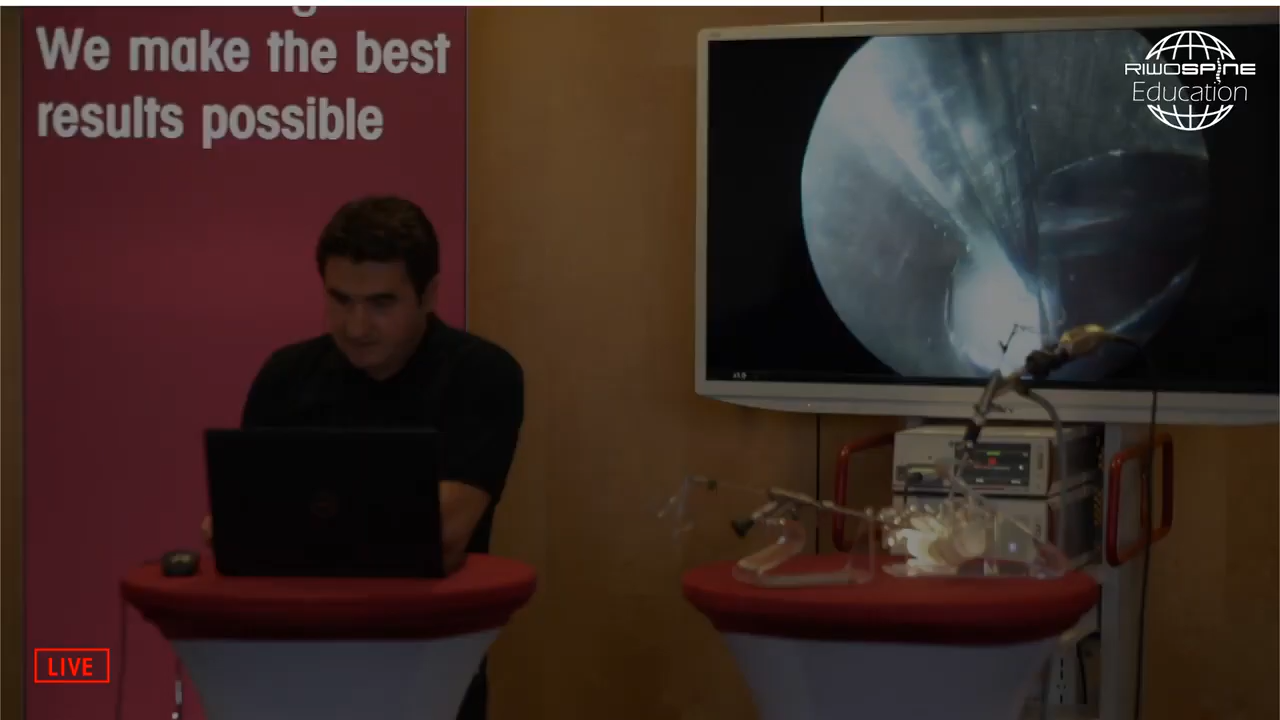 We make the best
results possible
RIWOSPINE
Education
LIVE